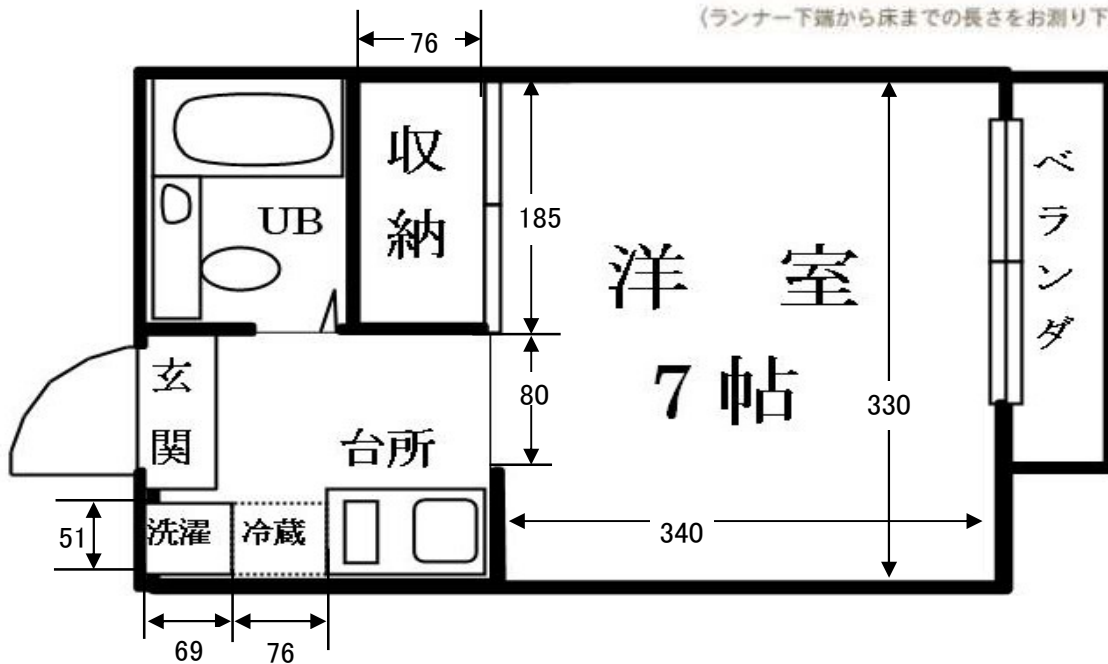 (ランナー下端から床までの長さをお測り下
76
収
納
UB
185
洋 室
7 帖
ベ
ラ
ン
ダ
玄
関
80
330
台所
51
洗濯
冷蔵
340
69
76